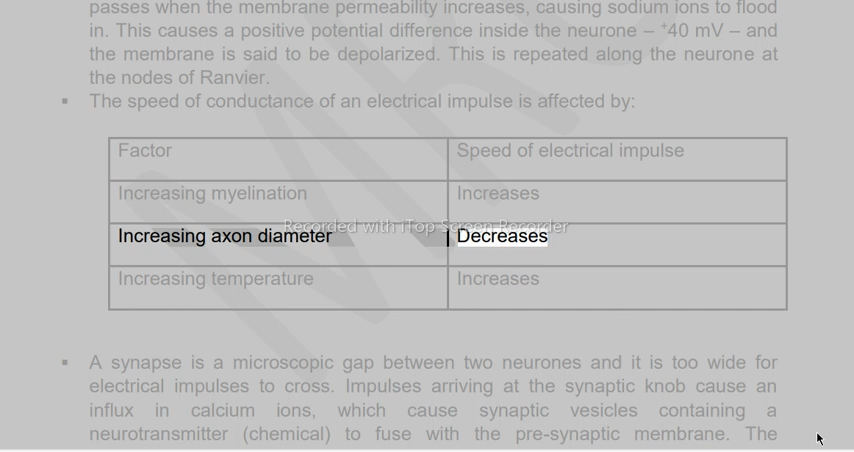 passes when the membrane permeability increases, causing sodium ions to flood
in. This causes a positive potential difference inside the neurone – ⁺40 mV – and
the membrane is said to be depolarized. This is repeated along the neurone at
the nodes of Ranvier.
▪ The speed of conductance of an electrical impulse is affected by:
Factor Speed of electrical impulse
Increasing myelination Increases
Recorded with iTop Screen Recorder
Increasing axon diameter Decreases
Increasing temperature Increases
▪ A synapse is a microscopic gap between two neurones and it is too wide for
electrical impulses to cross. Impulses arriving at the synaptic knob cause an
influx in calcium ions, which cause synaptic vesicles containing a
neurotransmitter (chemical) to fuse with the pre-synaptic membrane. The